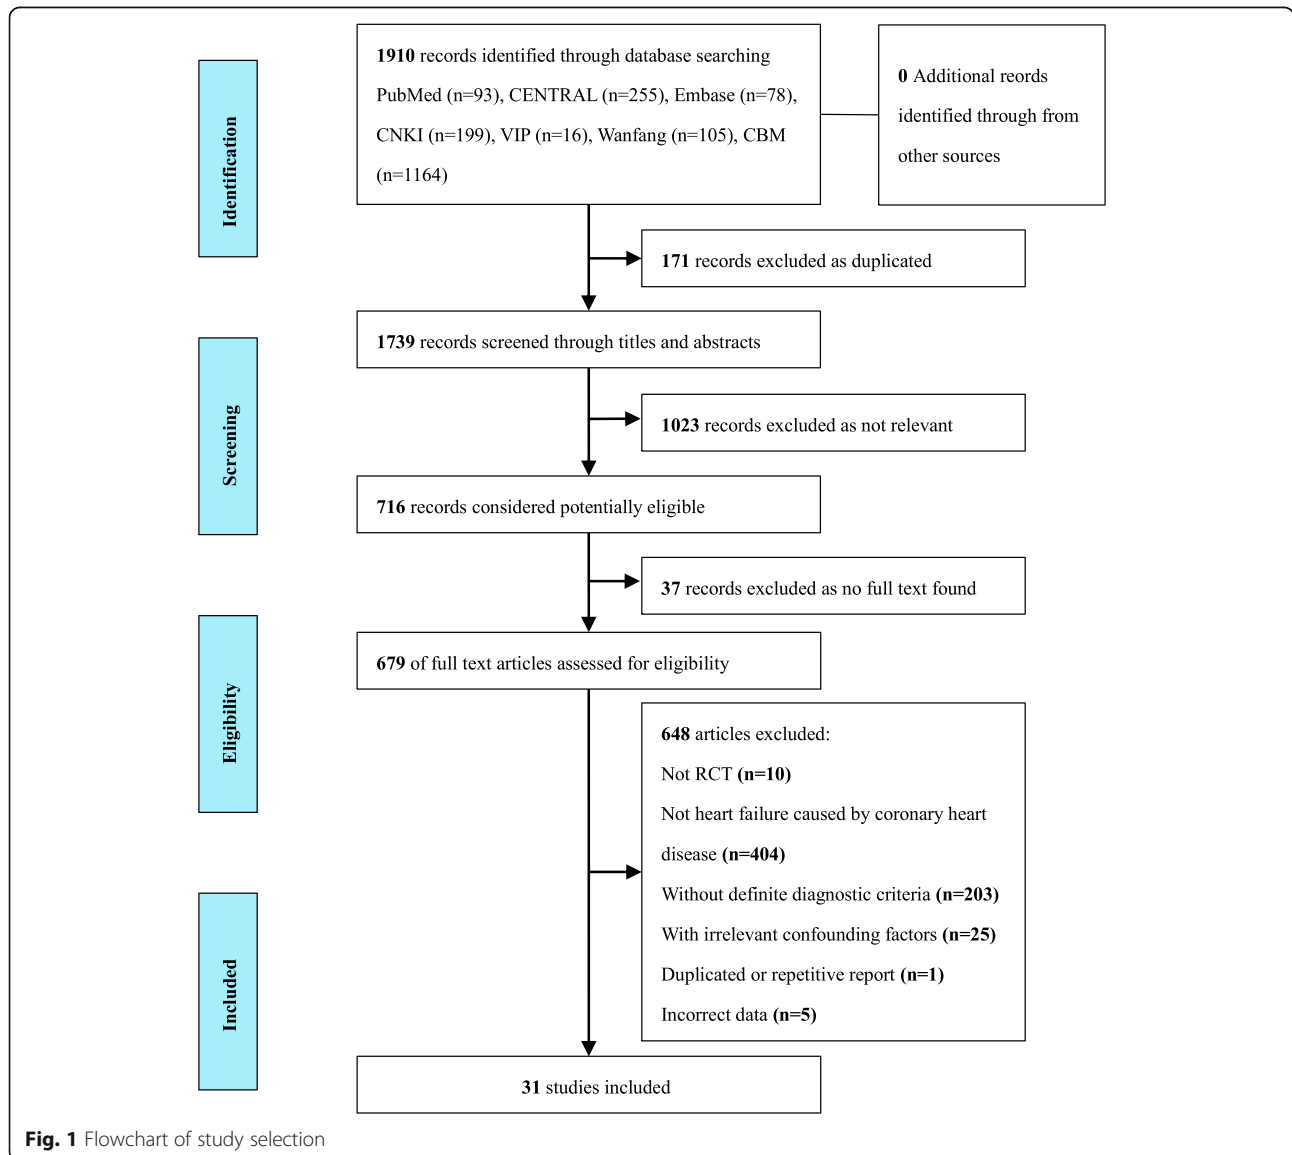 1910 records identified through database searching
PubMed (n=93), CENTRAL (n=255), Embase (n=78),
CNKI (n=199), VIP (n=16), Wanfang (n=105), CBM
(n=1164)
0 Additional reords
identified through from
other sources
Identification
171 records excluded as duplicated
1739 records screened through titles and abstracts
Screening
1023 records excluded as not relevant
716 records considered potentially eligible
37 records excluded as no full text found
Eligibility
679 of full text articles assessed for eligibility
648 articles excluded:
Not RCT (n=10)
Not heart failure caused by coronary heart
disease (n=404)
Without definite diagnostic criteria (n=203)
With irrelevant confounding factors (n=25)
Duplicated or repetitive report (n=1)
Incorrect data (n=5)
Included
31 studies included
Fig. 1 Flowchart of study selection